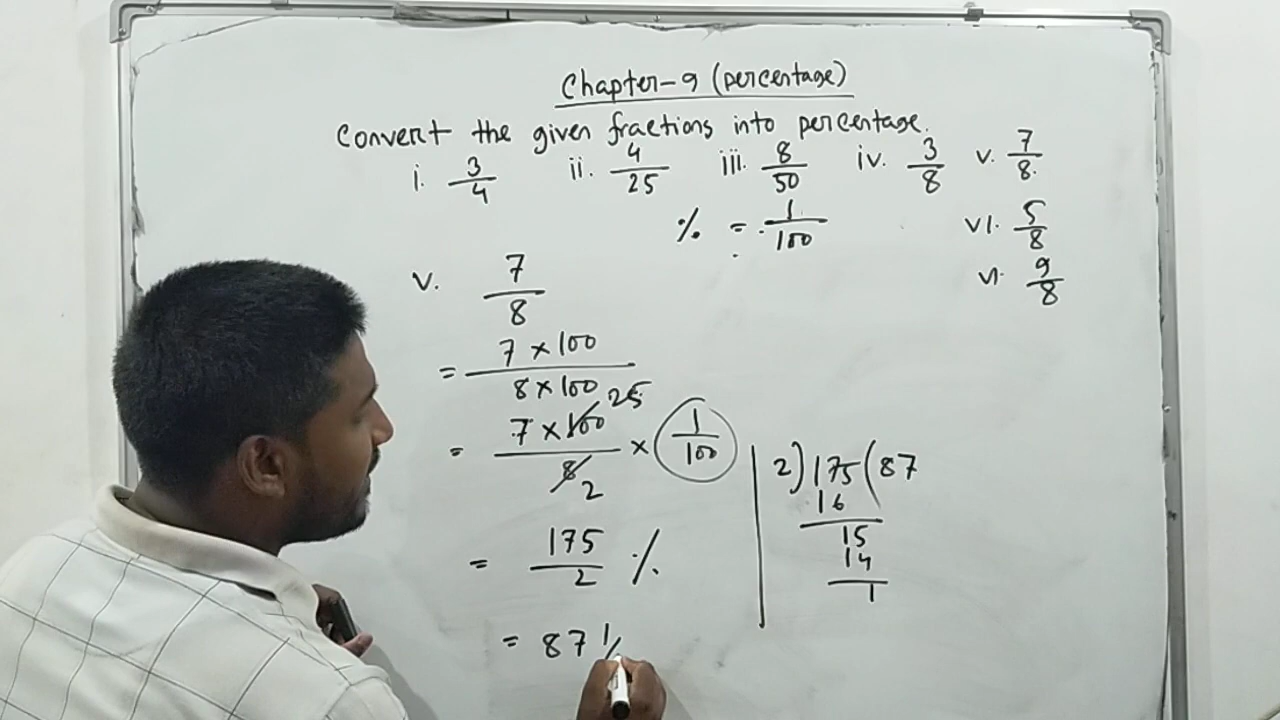 Chapter-9 (percentage)
Convert the given fractions into percentage.
i. 3/4 ii. 4/25 iii. 8/50 iv. 3/8 v. 7/8.
% = 1/100 vi. 5/8
v. 7/8 vi. 9/8
= 7 × 100 / 8 × 100
= 7 × 100 25 / 8 2 × 1/100
= 175/2 %
= 87 1/
2) 175 ( 87
16
15
14
1